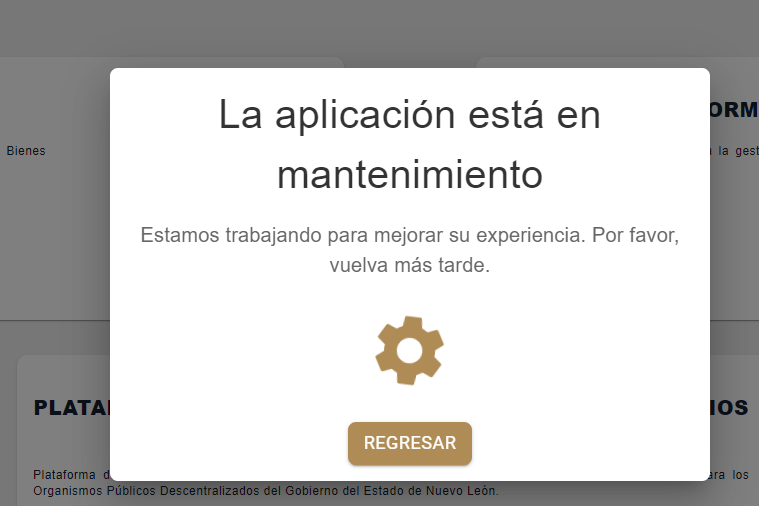 ORM
Bienes
la gest
La aplicación está en
mantenimiento
Estamos trabajando para mejorar su experiencia. Por favor,
vuelva más tarde.
REGRESAR
PLATA
IOS
Plataforma d
ara los
Organismos Públicos Descentralizados del Gobierno del Estado de Nuevo Leòn.